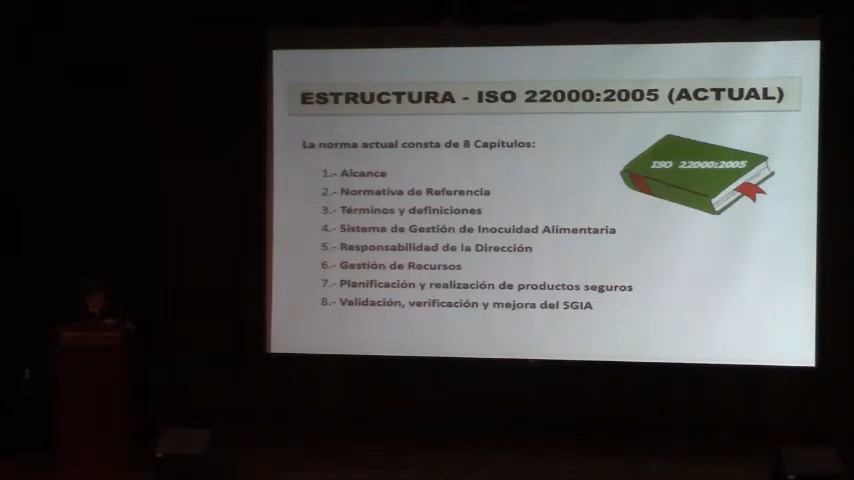 ESTRUCTURA - ISO 22000:2005 (ACTUAL)
La norma actual consta de 8 Capítulos:
ISO 22000:2005
1.- Alcance
2.- Normativa de Referencia
3.- Términos y definiciones
4.- Sistema de Gestión de Inocuidad Alimentaria
5.- Responsabilidad de la Dirección
6.- Gestión de Recursos
7.- Planificación y realización de productos seguros
8.- Validación, verificación y mejora del SGIA